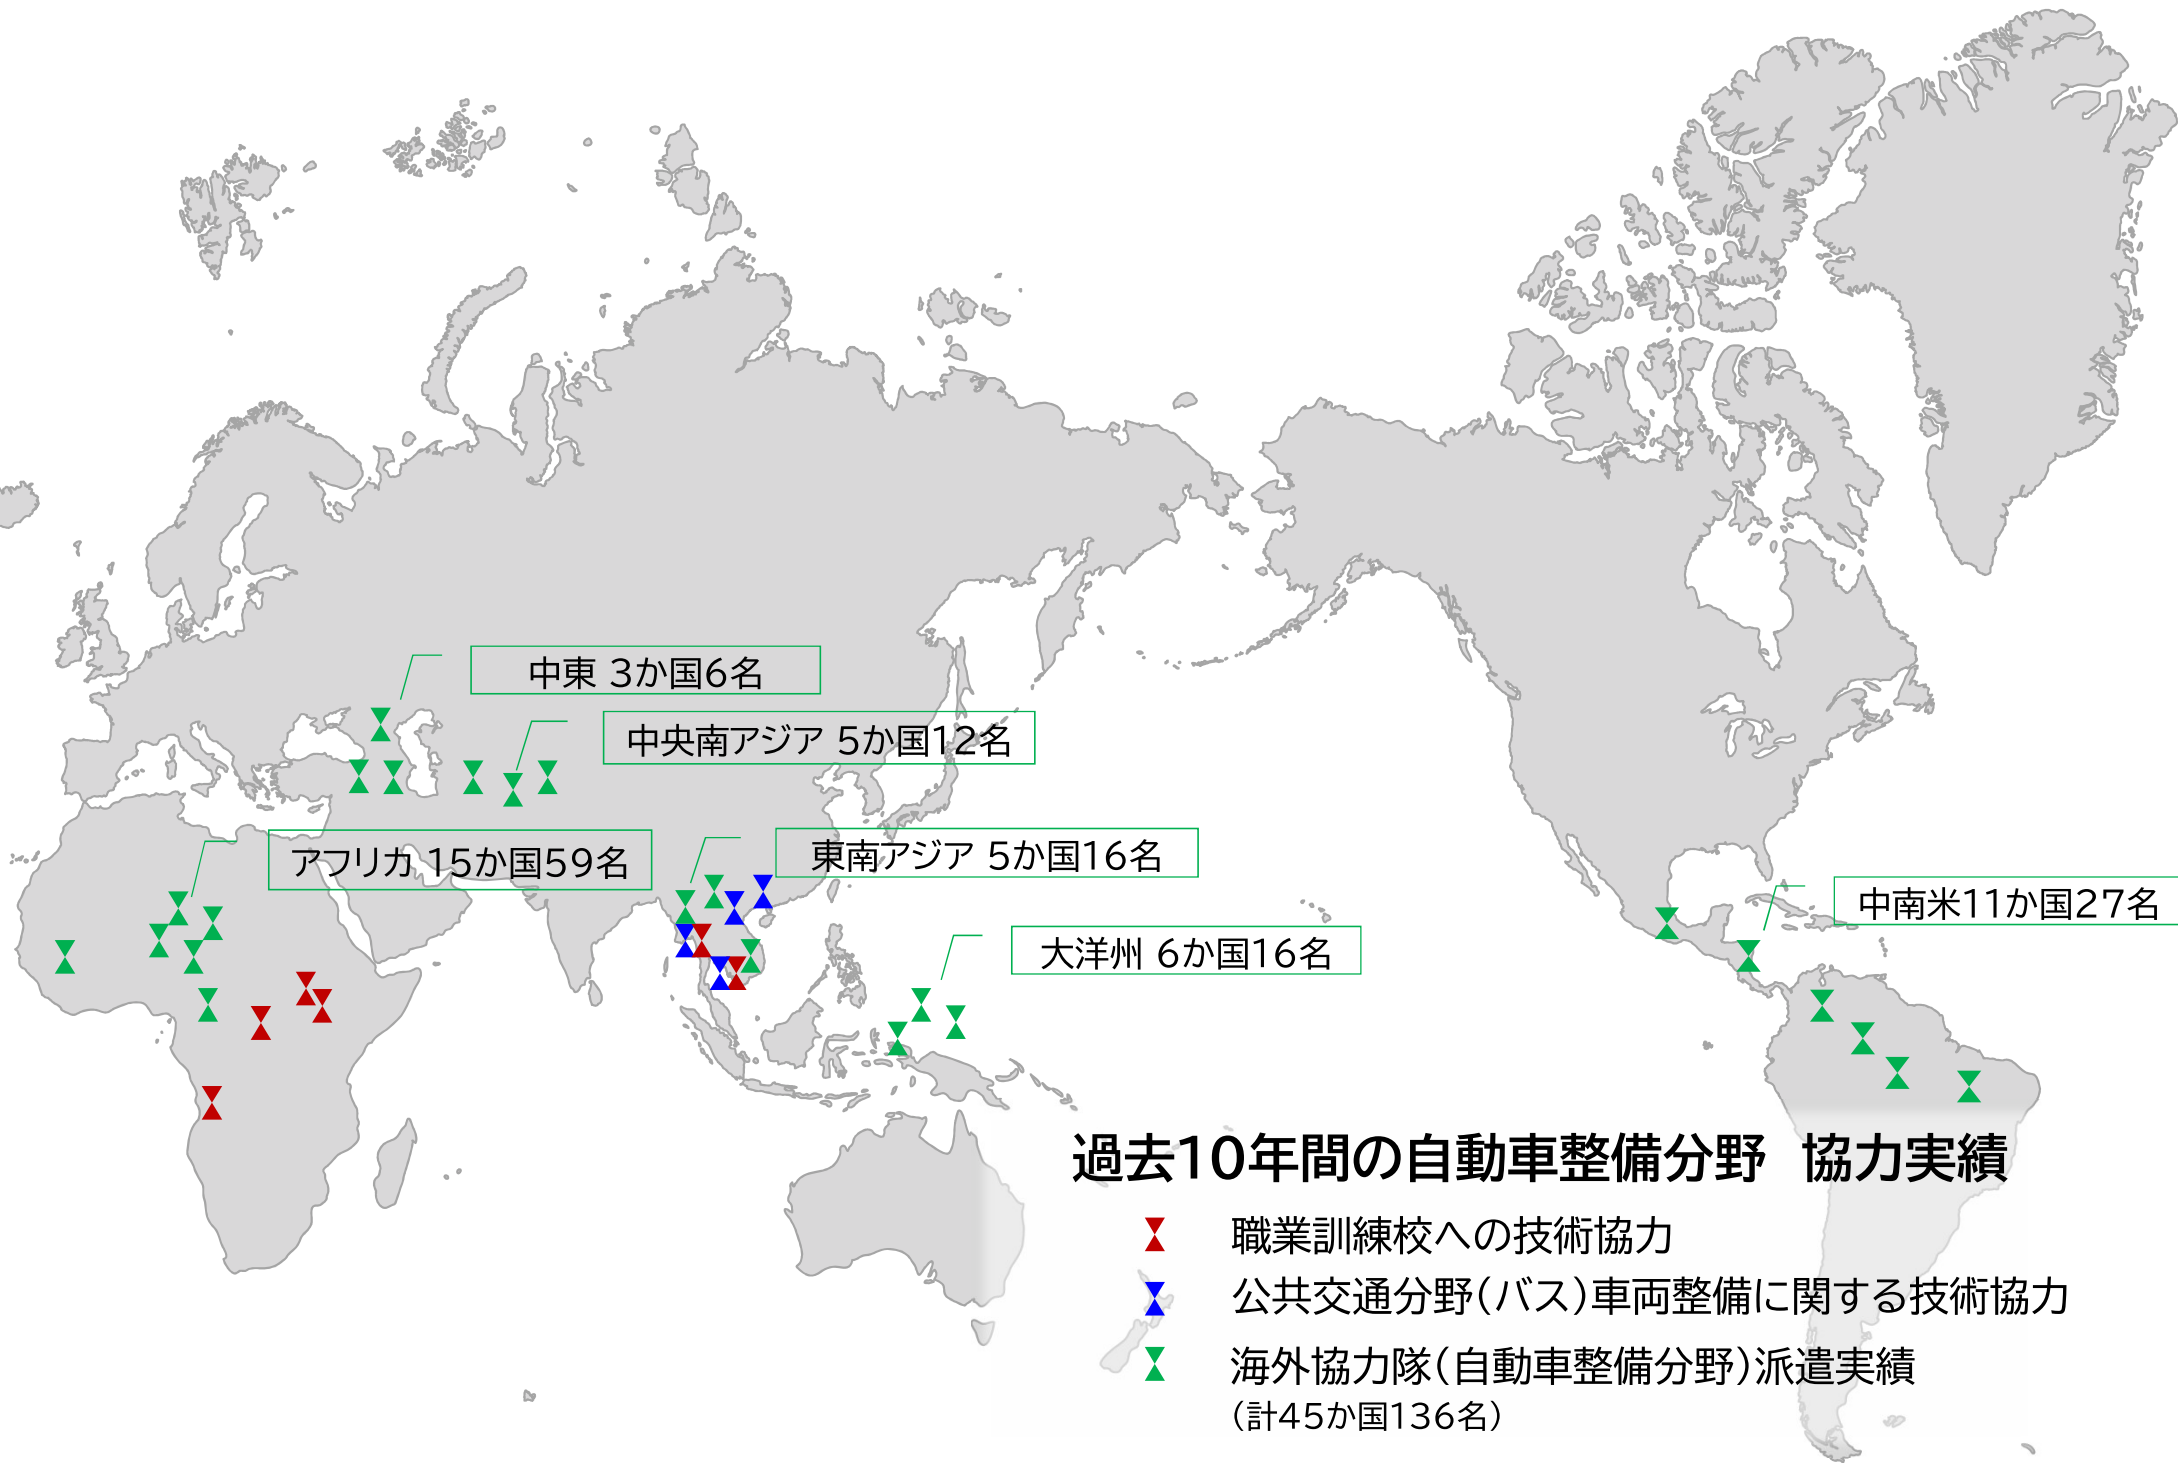 中東 3か国6名
中央南アジア 5か国12名
アフリカ 15か国59名
東南アジア 5か国16名
中南米11か国27名
大洋州 6か国16名
過去10年間の自動車整備分野　協力実績
職業訓練校への技術協力
公共交通分野(バス)車両整備に関する技術協力
海外協力隊(自動車整備分野)派遣実績
(計45か国136名)